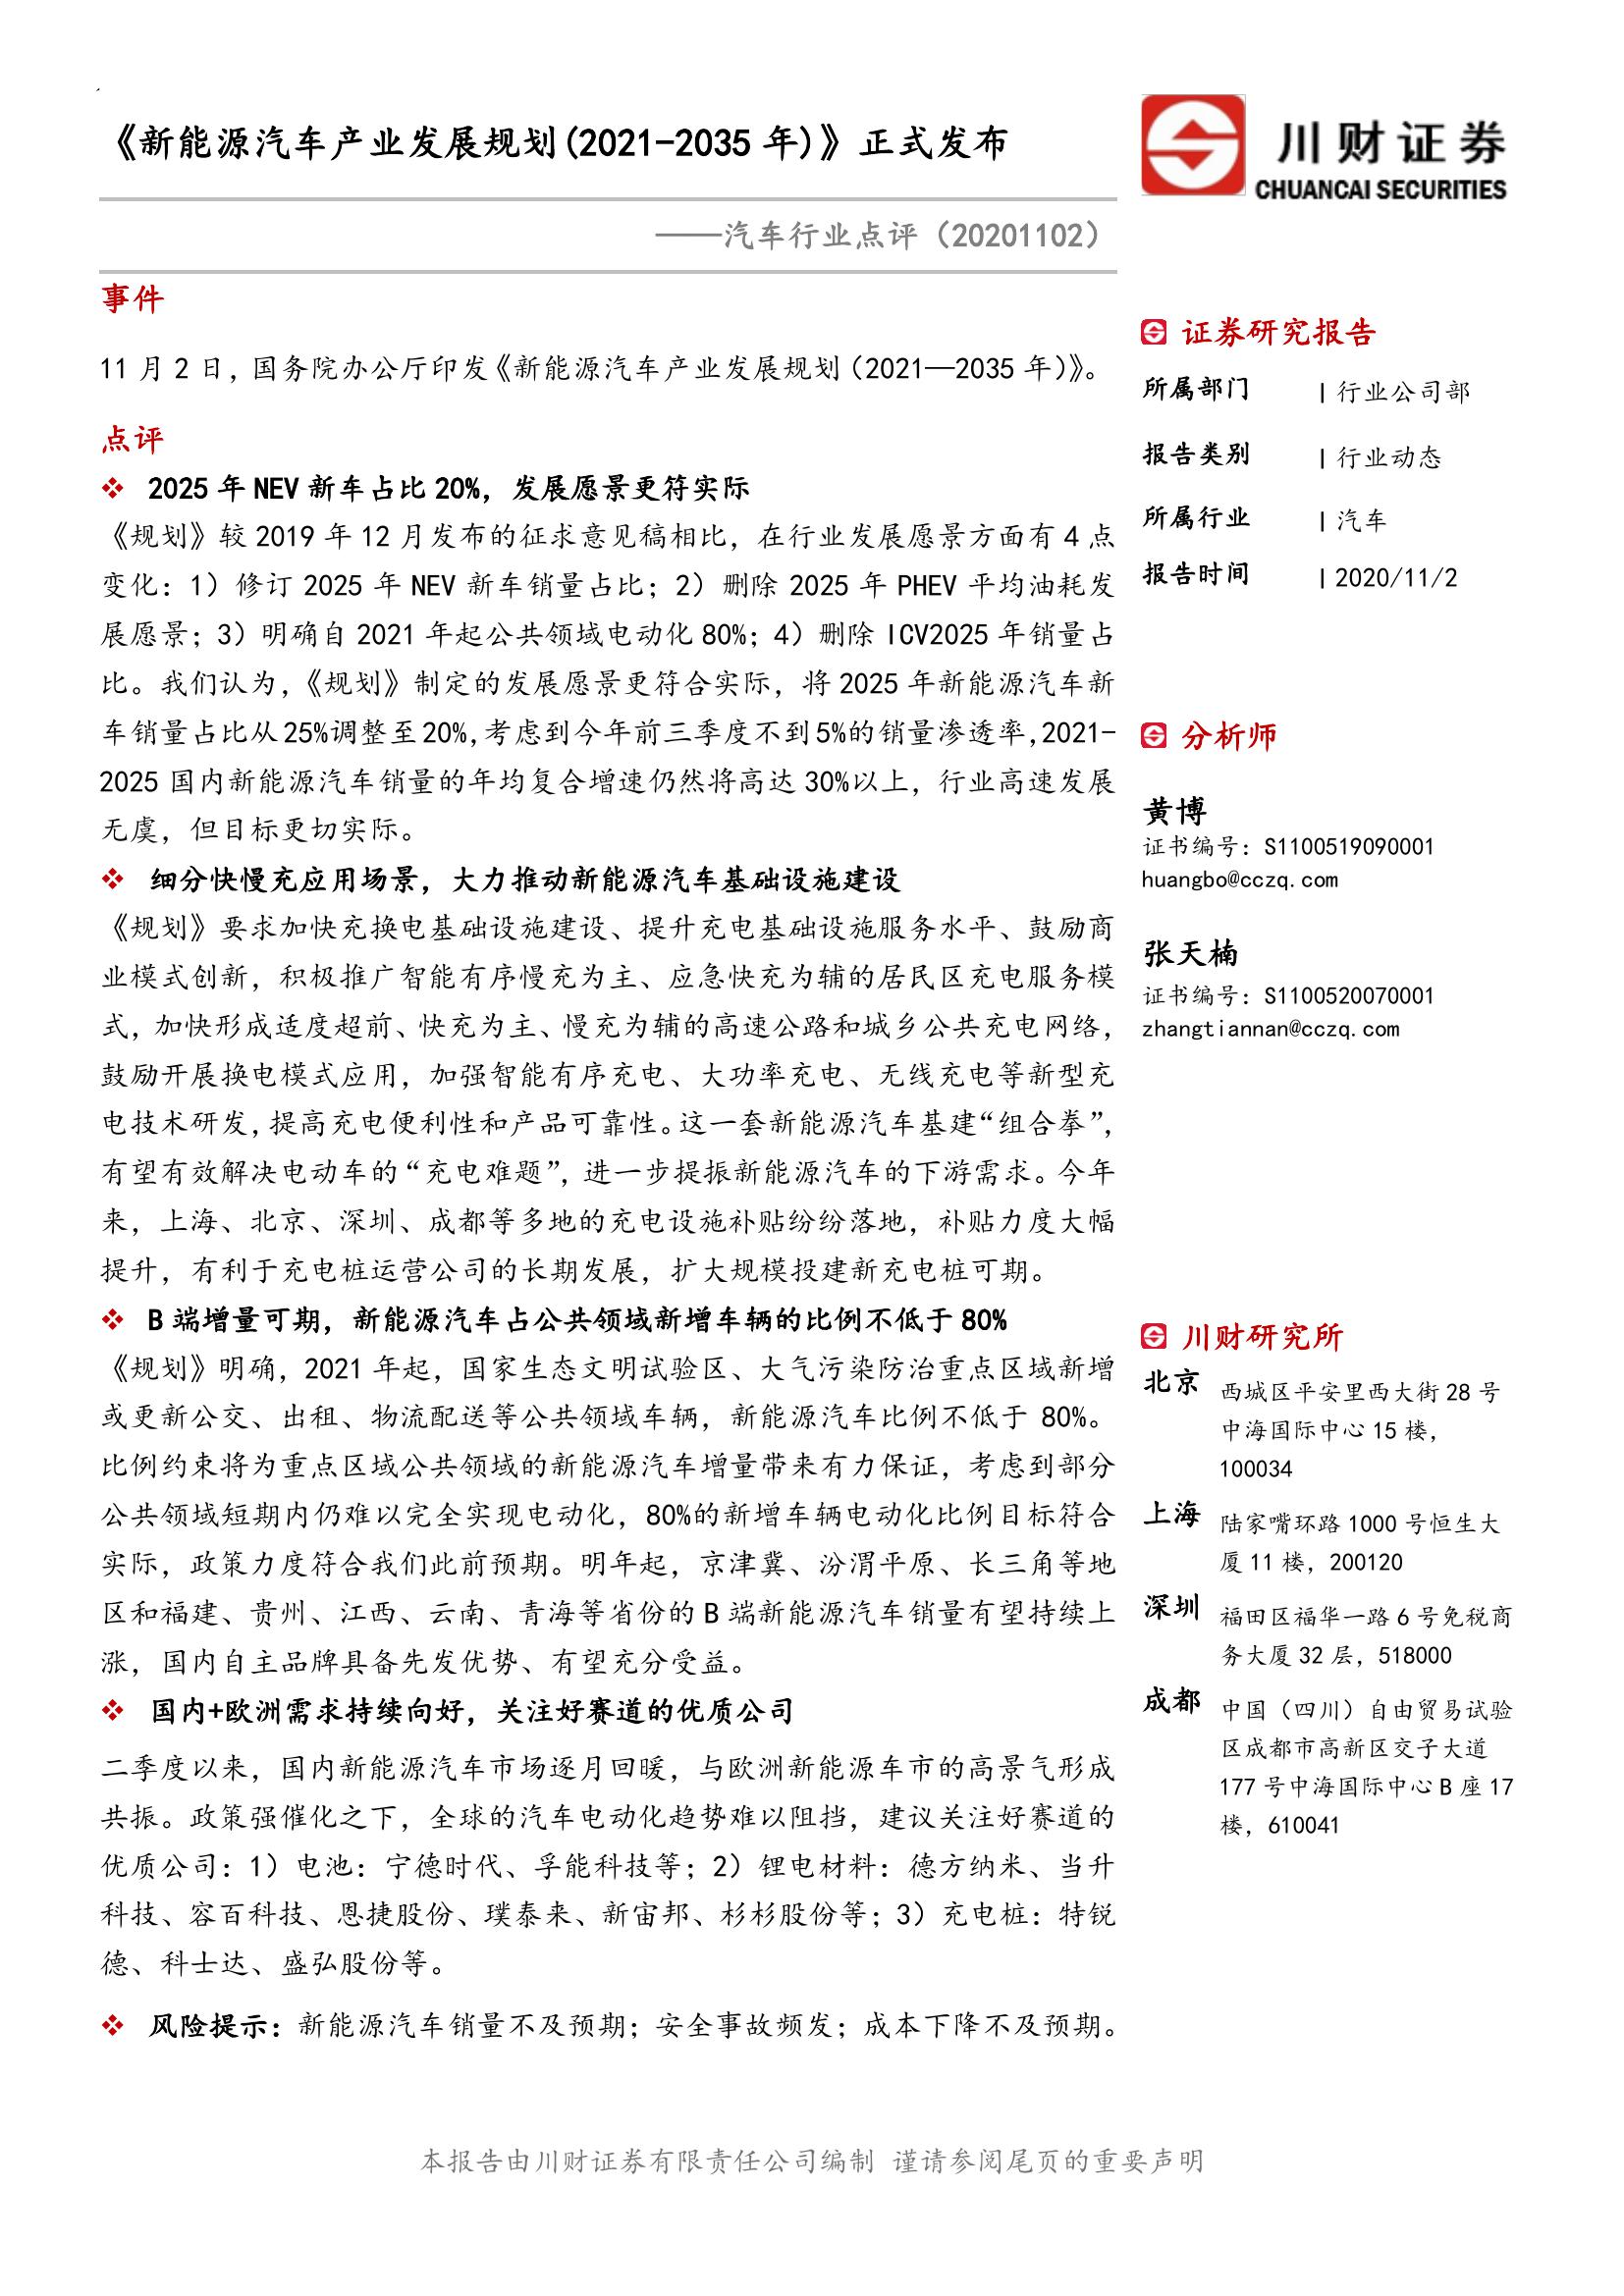 《新能源汽车产业发展规划(2021-2035 年)》正式发布
——汽车行业点评（20201102）
川财证券
CHUANCAI SECURITIES
事件
11 月 2 日，国务院办公厅印发《新能源汽车产业发展规划（2021—2035 年）》。
点评
❖ 2025 年 NEV 新车占比 20%，发展愿景更符实际
《规划》较 2019 年 12 月发布的征求意见稿相比，在行业发展愿景方面有 4 点
变化：1）修订 2025 年 NEV 新车销量占比；2）删除 2025 年 PHEV 平均油耗发
展愿景；3）明确自 2021 年起公共领域电动化 80%；4）删除 ICV2025 年销量占
比。我们认为，《规划》制定的发展愿景更符合实际，将 2025 年新能源汽车新
车销量占比从 25%调整至 20%，考虑到今年前三季度不到 5%的销量渗透率，2021-
2025 国内新能源汽车销量的年均复合增速仍然将高达 30%以上，行业高速发展
无虞，但目标更切实际。
❖ 细分快慢充应用场景，大力推动新能源汽车基础设施建设
《规划》要求加快充换电基础设施建设、提升充电基础设施服务水平、鼓励商
业模式创新，积极推广智能有序慢充为主、应急快充为辅的居民区充电服务模
式，加快形成适度超前、快充为主、慢充为辅的高速公路和城乡公共充电网络，
鼓励开展换电模式应用，加强智能有序充电、大功率充电、无线充电等新型充
电技术研发，提高充电便利性和产品可靠性。这一套新能源汽车基建“组合拳”，
有望有效解决电动车的“充电难题”，进一步提振新能源汽车的下游需求。今年
来，上海、北京、深圳、成都等多地的充电设施补贴纷纷落地，补贴力度大幅
提升，有利于充电桩运营公司的长期发展，扩大规模投建新充电桩可期。
❖ B 端增量可期，新能源汽车占公共领域新增车辆的比例不低于 80%
《规划》明确，2021 年起，国家生态文明试验区、大气污染防治重点区域新增
或更新公交、出租、物流配送等公共领域车辆，新能源汽车比例不低于 80%。
比例约束将为重点区域公共领域的新能源汽车增量带来有力保证，考虑到部分
公共领域短期内仍难以完全实现电动化，80%的新增车辆电动化比例目标符合
实际，政策力度符合我们此前预期。明年起，京津冀、汾渭平原、长三角等地
区和福建、贵州、江西、云南、青海等省份的 B 端新能源汽车销量有望持续上
涨，国内自主品牌具备先发优势、有望充分受益。
❖ 国内+欧洲需求持续向好，关注好赛道的优质公司
二季度以来，国内新能源汽车市场逐月回暖，与欧洲新能源车市的高景气形成
共振。政策强催化之下，全球的汽车电动化趋势难以阻挡，建议关注好赛道的
优质公司：1）电池：宁德时代、孚能科技等；2）锂电材料：德方纳米、当升
科技、容百科技、恩捷股份、璞泰来、新宙邦、杉杉股份等；3）充电桩：特锐
德、科士达、盛弘股份等。
❖ 风险提示：新能源汽车销量不及预期；安全事故频发；成本下降不及预期。
证券研究报告
所属部门 | 行业公司部
报告类别 | 行业动态
所属行业 | 汽车
报告时间 | 2020/11/2
分析师
黄博
证书编号：S1100519090001
huangbo@cczq.com
张天楠
证书编号：S1100520070001
zhangtiannan@cczq.com
川财研究所
北京 西城区平安里西大街 28 号
中海国际中心 15 楼，
100034
上海 陆家嘴环路 1000 号恒生大
厦 11 楼，200120
深圳 福田区福华一路 6 号免税商
务大厦 32 层，518000
成都 中国（四川）自由贸易试验
区成都市高新区交子大道
177 号中海国际中心 B 座 17
楼，610041
本报告由川财证券有限责任公司编制 谨请参阅尾页的重要声明